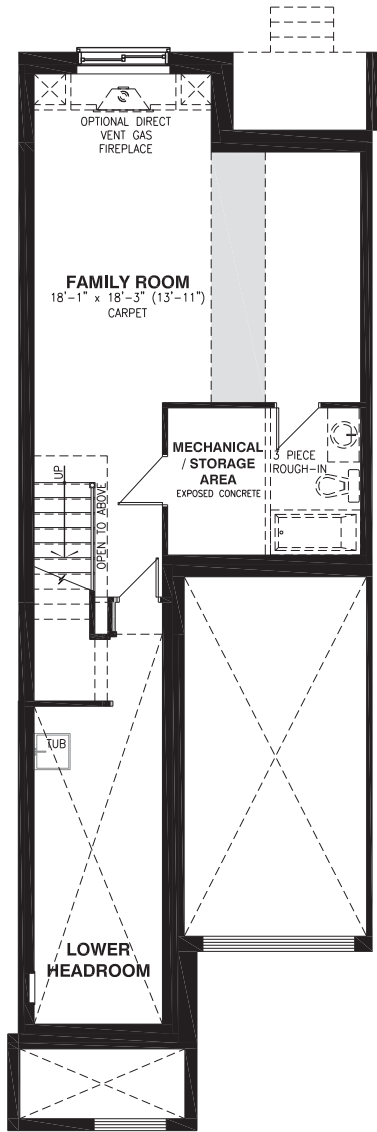 OPTIONAL DIRECT
VENT GAS
FIREPLACE
FAMILY ROOM
18'-1" x 18'-3" (13'-11")
CARPET
MECHANICAL
/ STORAGE
AREA
EXPOSED CONCRETE
3 PIECE
ROUGH-IN
UP
OPEN TO ABOVE
TUB
LOWER
HEADROOM